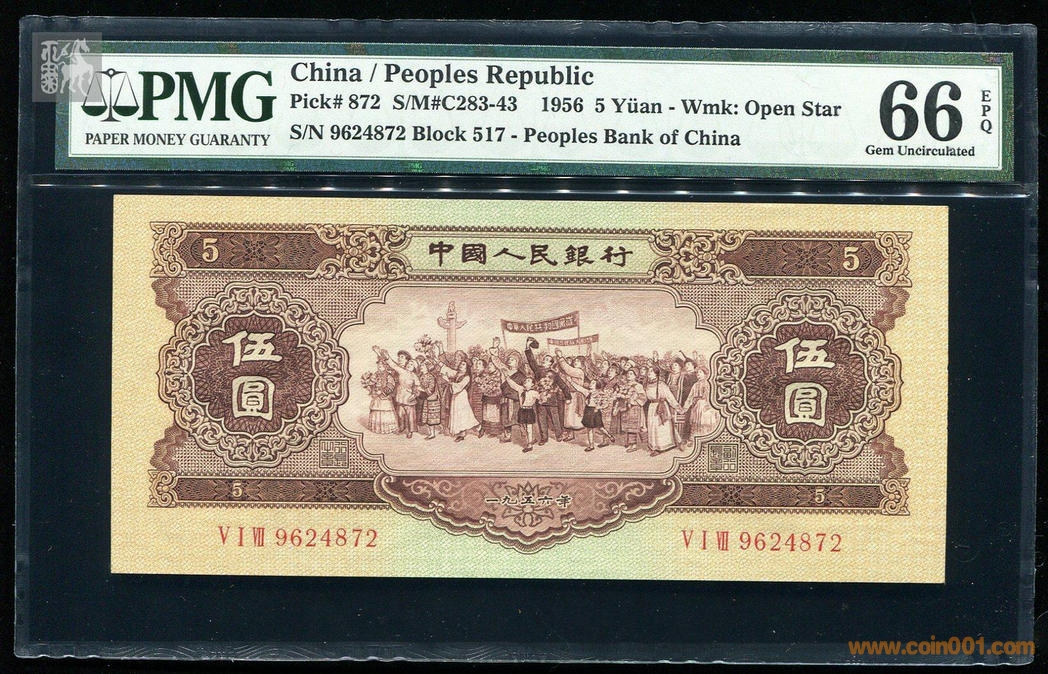 PMG
PAPER MONEY GUARANTY
China / Peoples Republic
Pick# 872 S/M#C283-43 1956 5 Yüan - Wmk: Open Star
S/N 9624872 Block 517 - Peoples Bank of China
66 EPQ
Gem Uncirculated
中國人民銀行
5
5
伍圓
伍圓
5
5
一九五六年
V I VII 9624872
V I VII 9624872
www.coin001.com